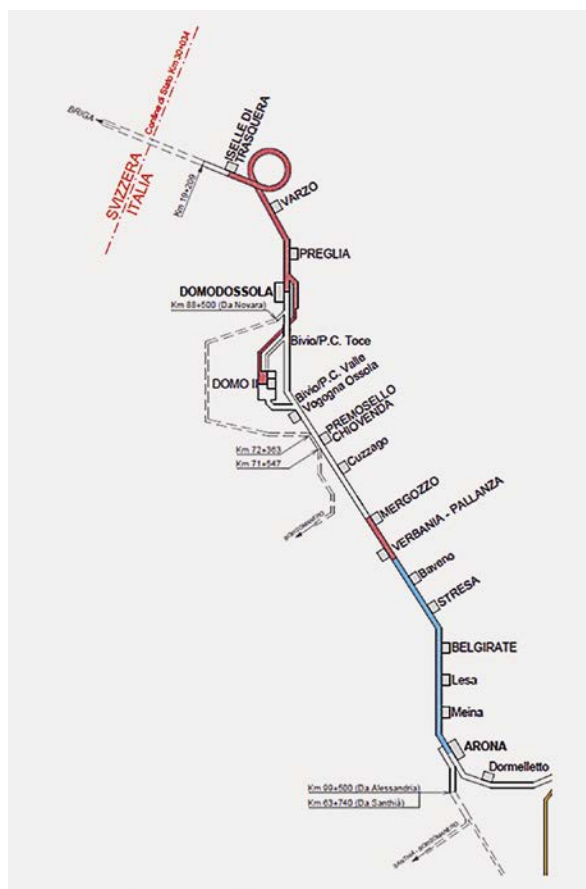 Confine di Stato Km 30+034
BRIGA
SVIZZERA
ITALIA
ISELLE DI
TRASQUERA
Km 19+209
VARZO
PREGLIA
DOMODOSSOLA
Km 88+500 (Da Novara)
Bivio/P.C. Toce
DOMO II
Bivio/P.C. Valle
Vogogna Ossola
PREMOSELLO
CHIOVENDA
Km 72+363
Km 71+547
Cuzzago
BORGOMANERO
MERGOZZO
VERBANIA - PALLANZA
Baveno
STRESA
BELGIRATE
Lesa
Meina
ARONA
Dormelletto
Km 99+500 (Da Alessandria)
Km 63+740 (Da Santhià)
SANTHIA - BORGOMANERO